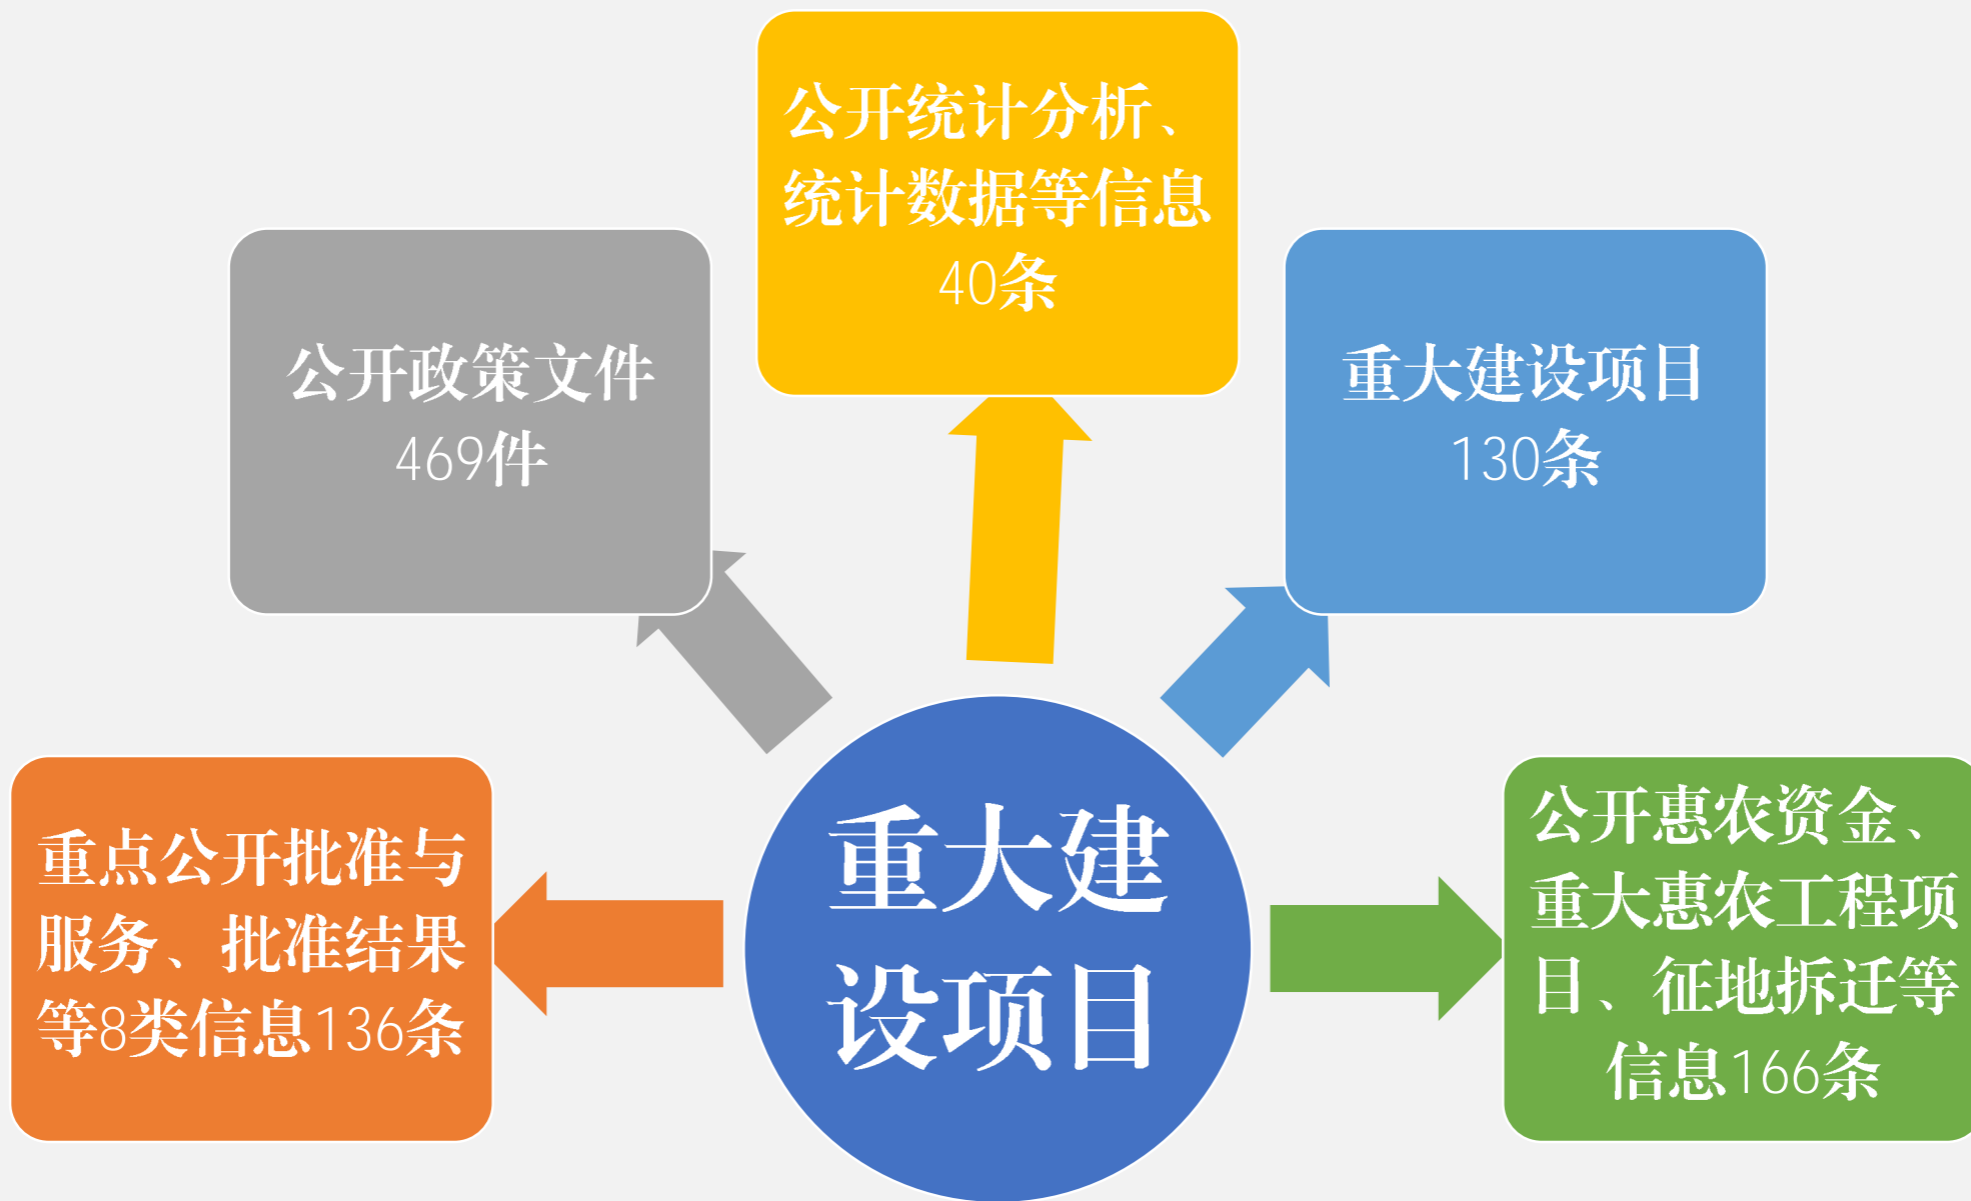 公开统计分析、
统计数据等信息
40条
公开政策文件
469件
重大建设项目
130条
重点公开批准与
服务、批准结果
等8类信息136条
重大建
设项目
公开惠农资金、
重大惠农工程项
目、征地拆迁等
信息166条